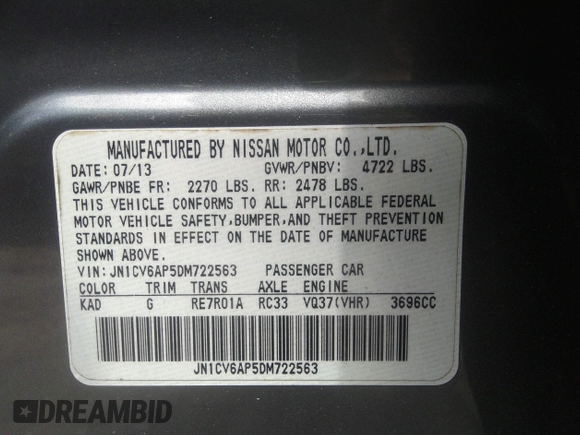 MANUFACTURED BY NISSAN MOTOR CO.,LTD.
DATE: 07/13 GVWR/PNBV: 4722 LBS.
GAWR/PNBE FR: 2270 LBS. RR: 2478 LBS.
THIS VEHICLE CONFORMS TO ALL APPLICABLE FEDERAL
MOTOR VEHICLE SAFETY,BUMPER,AND THEFT PREVENTION
STANDARDS IN EFFECT ON THE DATE OF MANUFACTURE
SHOWN ABOVE.
VIN: JN1CV6AP5DM722563 PASSENGER CAR
COLOR TRIM TRANS AXLE ENGINE
KAD G RE7R01A RC33 VQ37(VHR) 3696CC
JN1CV6AP5DM722563
DREAMBID